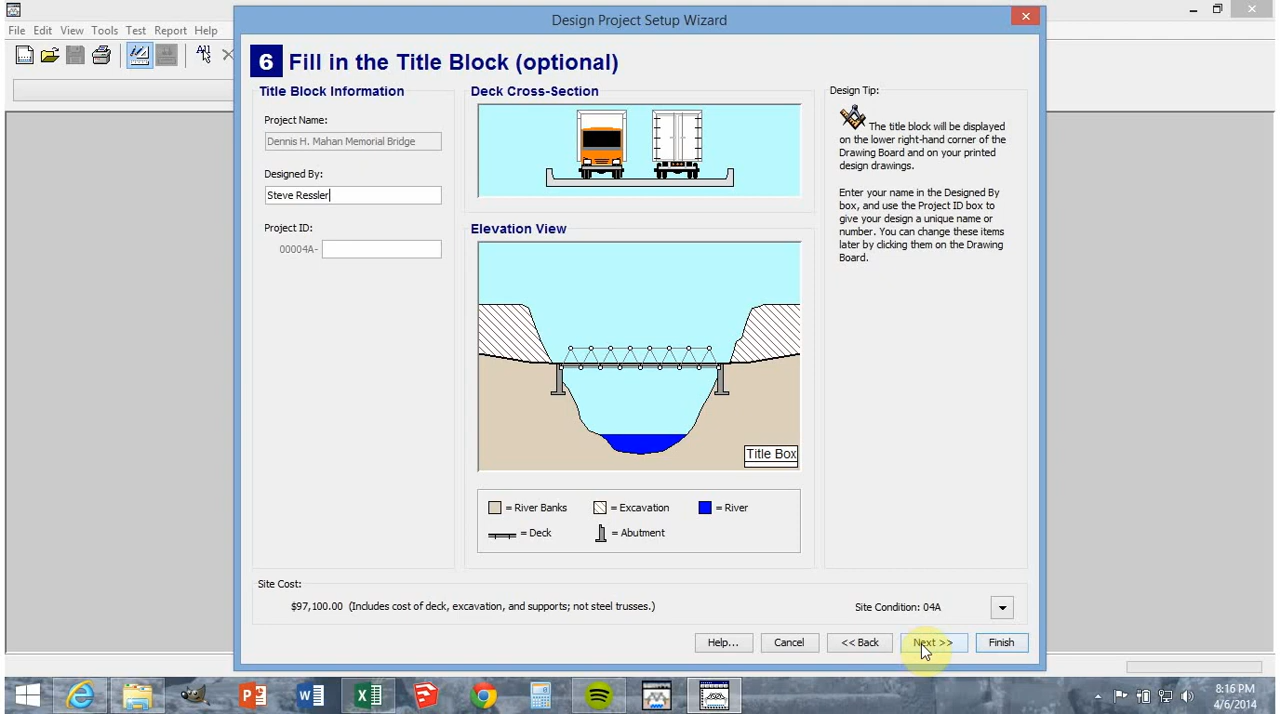 Design Project Setup Wizard
File Edit View Tools Test Report Help
6 Fill in the Title Block (optional)
Title Block Information
Project Name:
Dennis H. Mahan Memorial Bridge
Designed By:
Steve Ressler
Project ID:
00004A-
Deck Cross-Section
Elevation View
Title Box
= River Banks = Excavation = River
= Deck = Abutment
Design Tip:
The title block will be displayed
on the lower right-hand corner of the
Drawing Board and on your printed
design drawings.
Enter your name in the Designed By
box, and use the Project ID box to
give your design a unique name or
number. You can change these items
later by clicking them on the Drawing
Board.
Site Cost:
$97,100.00 (Includes cost of deck, excavation, and supports; not steel trusses.)
Site Condition: 04A
Help... Cancel << Back Next >> Finish
8:16 PM
4/6/2014